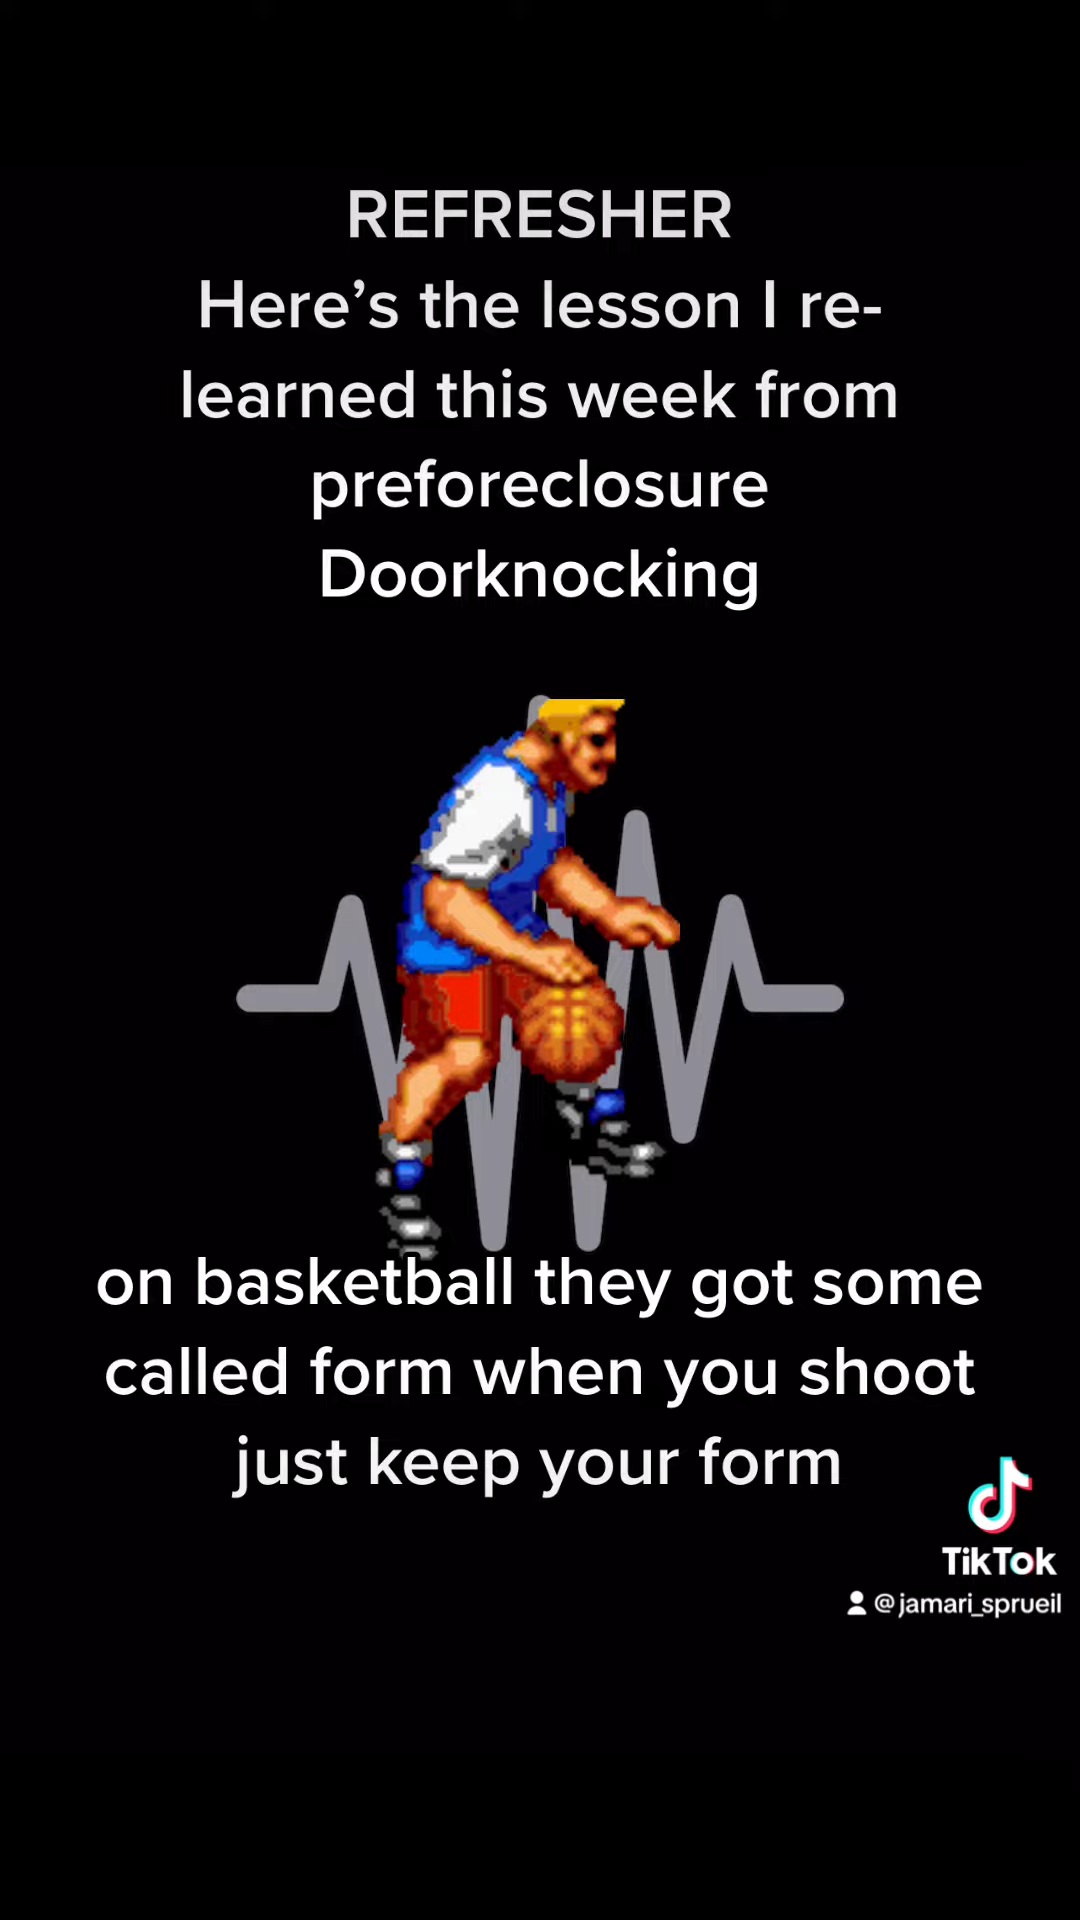 REFRESHER
Here’s the lesson I re-
learned this week from
preforeclosure
Doorknocking
on basketball they got some
called form when you shoot
just keep your form
TikTok
@jamari_sprueil